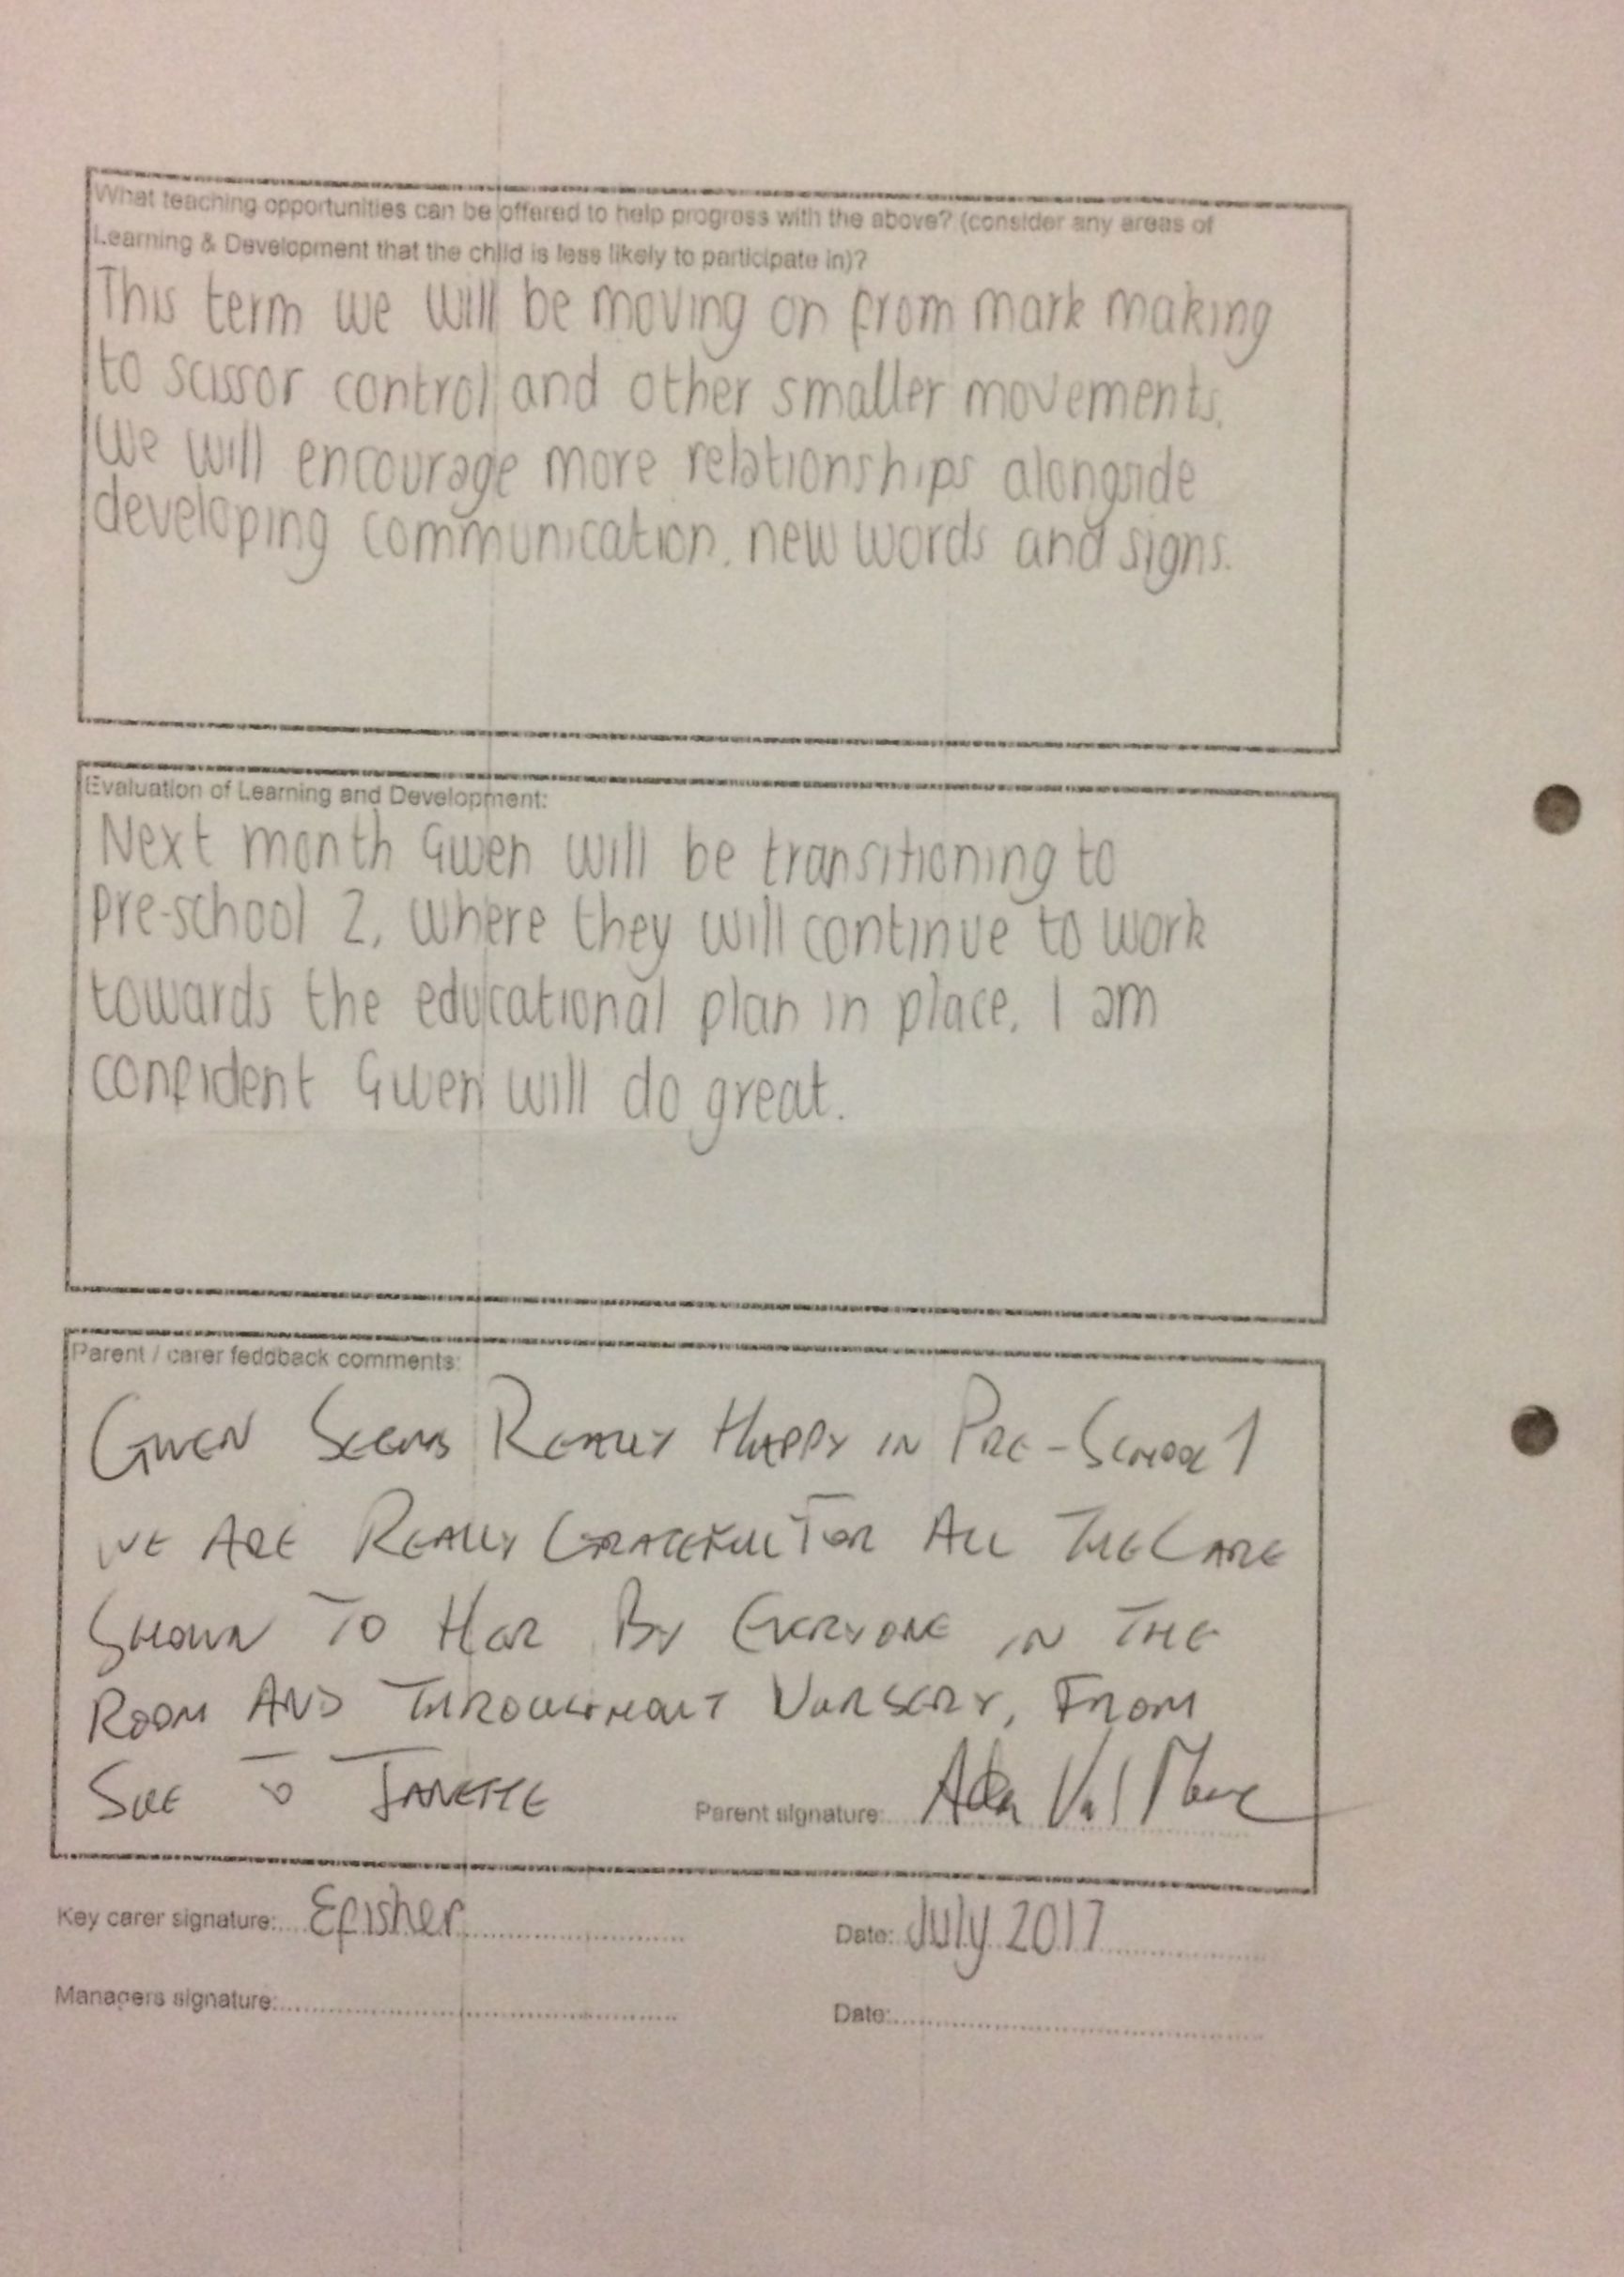 What teaching opportunities can be offered to help progress with the above? (consider any areas of
Learning & Development that the child is less likely to participate in)?
This term we will be moving on from mark making
to scissor control and other smaller movements.
We will encourage more relationships alongside
developing communication. new words and signs.
Evaluation of Learning and Development:
Next month Gwen will be transitioning to
pre-school 2, where they will continue to work
towards the educational plan in place. I am
confident Gwen will do great.
Parent / carer feddback comments:
GWEN SEEMS REALLY HAPPY IN PRE-SCHOOL 1
WE ARE REALLY GRATEFUL FOR ALL THE CARE
SHOWN TO HER BY EVERYONE IN THE
ROOM AND THROUGHOUT NURSERY, FROM
SUE TO JANETTE
Parent signature:
Key carer signature: Efisher
Date: July 2017
Managers signature:
Date: